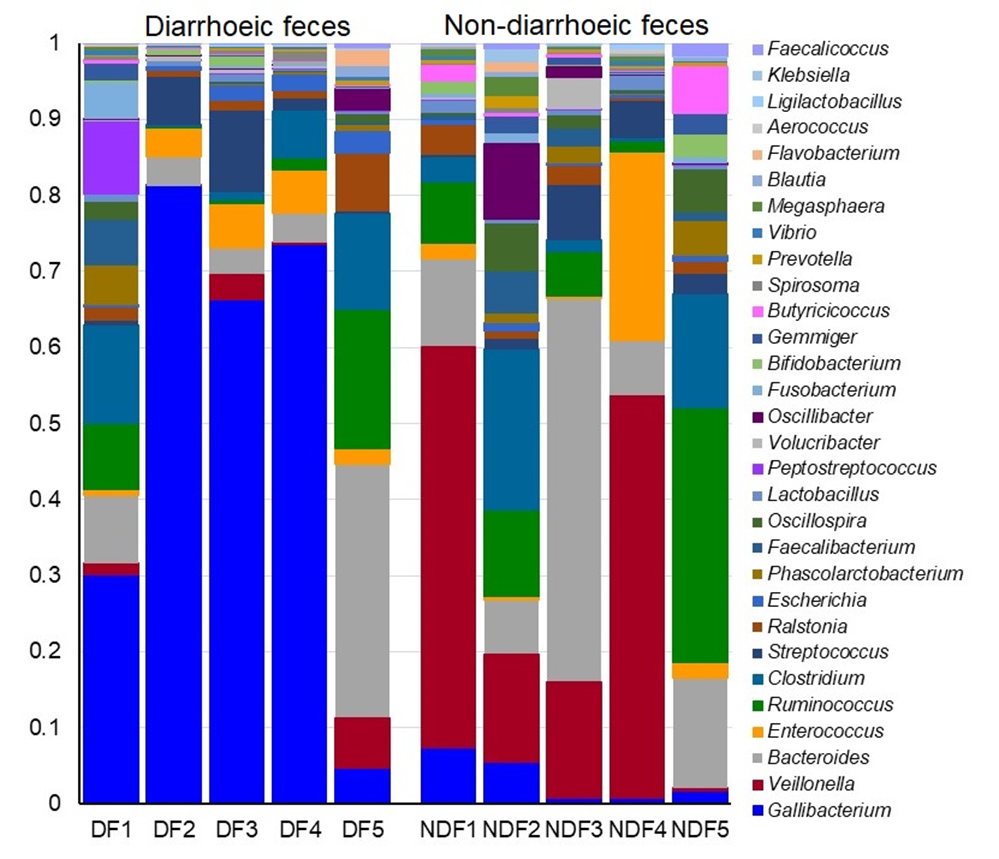 Diarrhoeic feces
Non-diarrhoeic feces
1
0.9
0.8
0.7
0.6
0.5
0.4
0.3
0.2
0.1
0
DF1
DF2
DF3
DF4
DF5
NDF1
NDF2
NDF3
NDF4
NDF5
Faecalicoccus
Klebsiella
Ligilactobacillus
Aerococcus
Flavobacterium
Blautia
Megasphaera
Vibrio
Prevotella
Spirosoma
Butyricicoccus
Gemmiger
Bifidobacterium
Fusobacterium
Oscillibacter
Volucribacter
Peptostreptococcus
Lactobacillus
Oscillospira
Faecalibacterium
Phascolarctobacterium
Escherichia
Ralstonia
Streptococcus
Clostridium
Ruminococcus
Enterococcus
Bacteroides
Veillonella
Gallibacterium